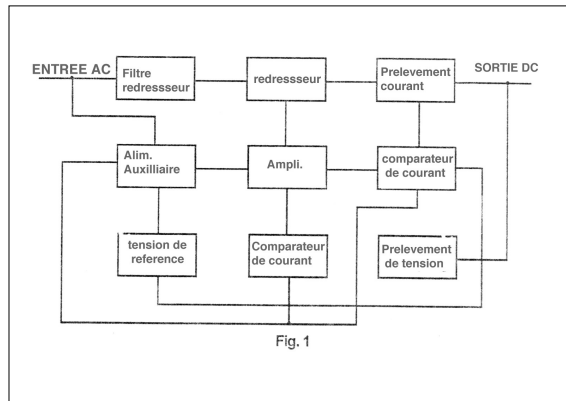 ENTREE AC
Filtre
redressseur
redressseur
Prelevement
courant
SORTIE DC
Alim.
Auxilliaire
Ampli.
comparateur
de courant
tension de
reference
Comparateur
de courant
Prelevement
de tension
Fig. 1